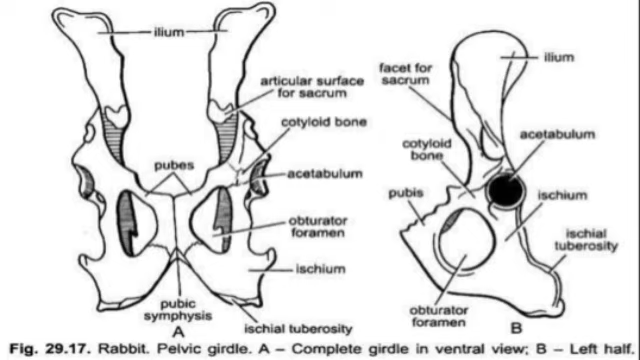 ilium
articular surface
for sacrum
cotyloid bone
pubes
acetabulum
obturator
foramen
ischium
pubic
symphysis
ischial tuberosity
A
facet for
sacrum
ilium
cotyloid
bone
acetabulum
pubis
ischium
ischial
tuberosity
obturator
foramen
B
Fig. 29.17. Rabbit. Pelvic girdle. A – Complete girdle in ventral view; B – Left half.